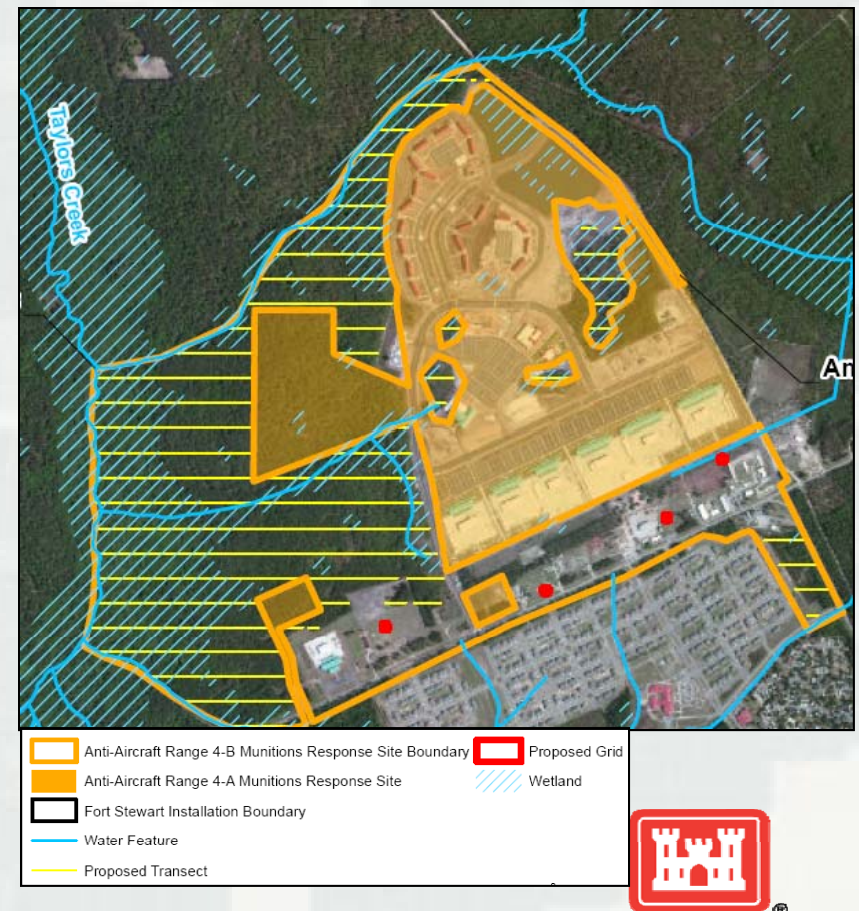 Taylors Creek
An
Anti-Aircraft Range 4-B Munitions Response Site Boundary
Proposed Grid
Anti-Aircraft Range 4-A Munitions Response Site
Wetland
Fort Stewart Installation Boundary
Water Feature
Proposed Transect
®